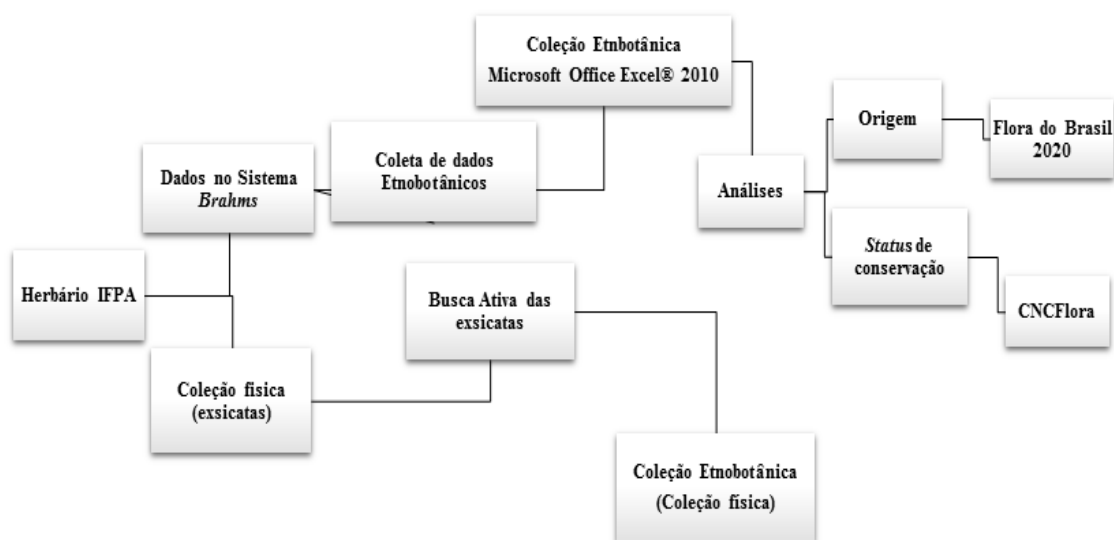 Coleção Etnbotânica
Microsoft Office Excel® 2010
Origem
Flora do Brasil
2020
Coleta de dados
Etnobotânicos
Dados no Sistema
Brahms
Análises
Status de
conservação
Herbário IFPA
Busca Ativa das
exsicatas
CNCFlora
Coleção fisica
(exsicatas)
Coleção Etnobotânica
(Coleção física)